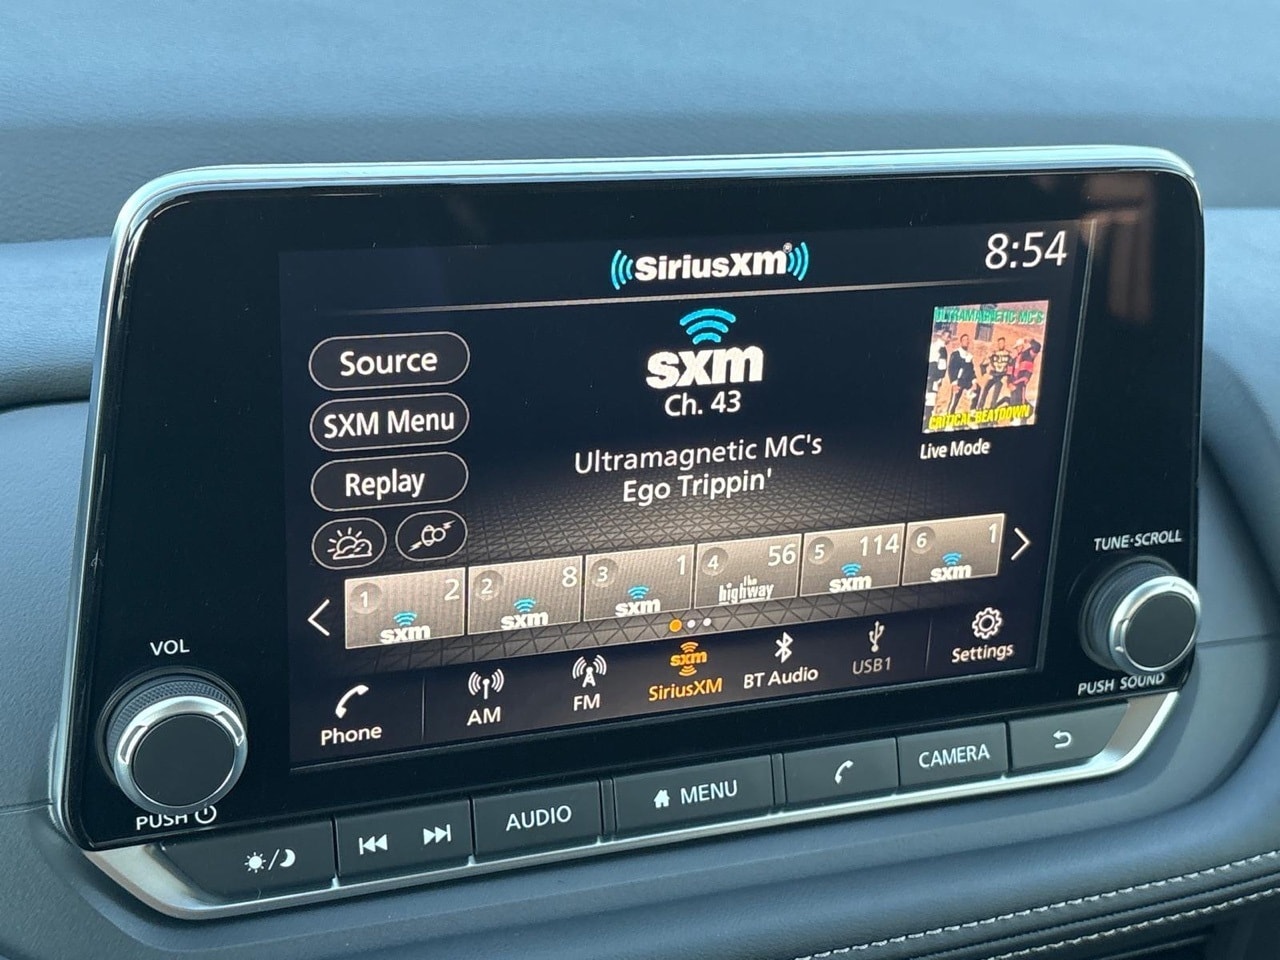 SiriusXM
8:54
Source
SXM Menu
Replay
sxm
Ch. 43
Ultramagnetic MC's
Ego Trippin'
ULTRAMAGNETIC MC'S
CRITICAL BEATDOWN
Live Mode
1 2 sxm
2 8 sxm
3 1 sxm
4 56 the highway
5 114 sxm
6 1 sxm
Phone
AM
FM
sxm
SiriusXM
BT Audio
USB1
Settings
VOL
PUSH
TUNE·SCROLL
PUSH SOUND
AUDIO
MENU
CAMERA